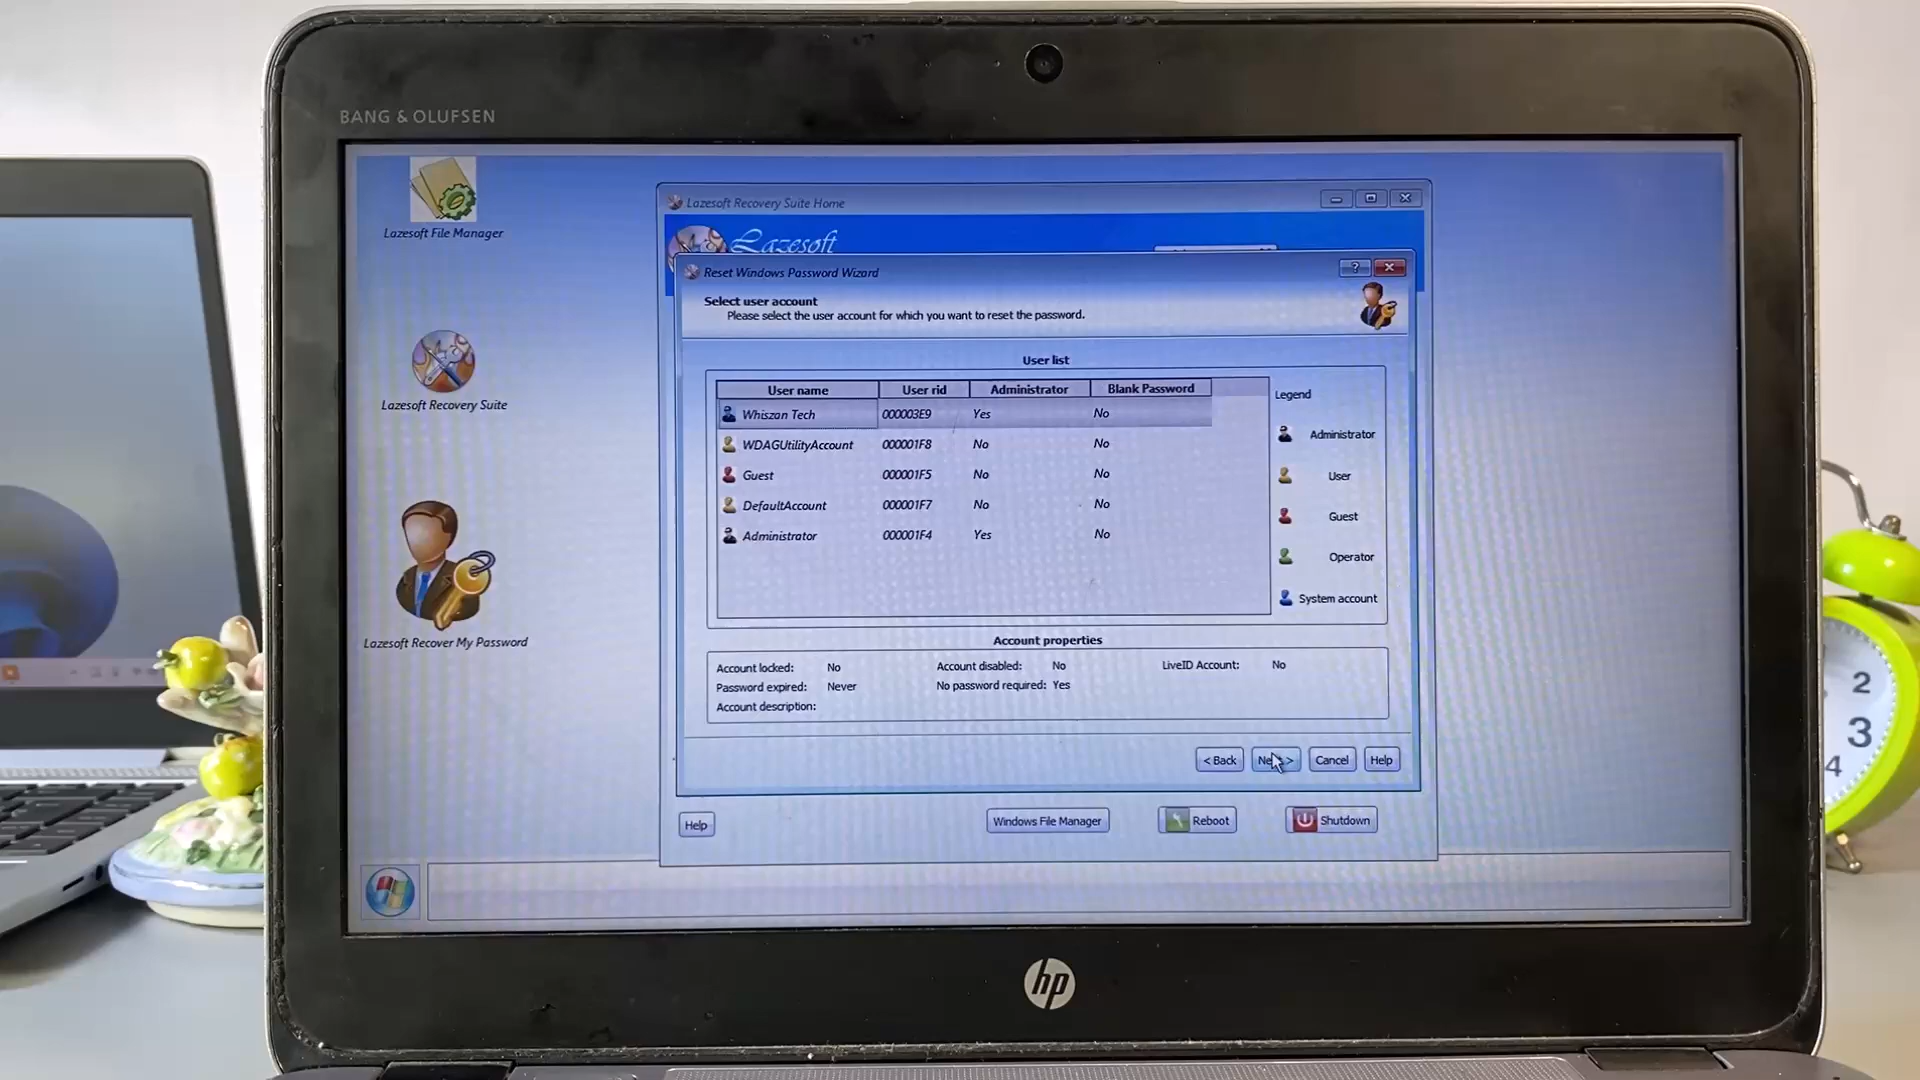 BANG & OLUFSEN
Lazesoft File Manager
Lazesoft Recovery Suite
Lazesoft Recover My Password
Lazesoft Recovery Suite Home
Lazesoft
Reset Windows Password Wizard
?
Select user account
Please select the user account for which you want to reset the password.
User list
User name User rid Administrator Blank Password
Whiszan Tech 000003E9 Yes No
WDAGUtilityAccount 000001F8 No No
Guest 000001F5 No No
DefaultAccount 000001F7 No No
Administrator 000001F4 Yes No
Legend
Administrator
User
Guest
Operator
System account
Account properties
Account locked: No Account disabled: No LiveID Account: No
Password expired: Never No password required: Yes
Account description:
< Back Next > Cancel Help
Help Windows File Manager Reboot Shutdown
hp
2
3
4